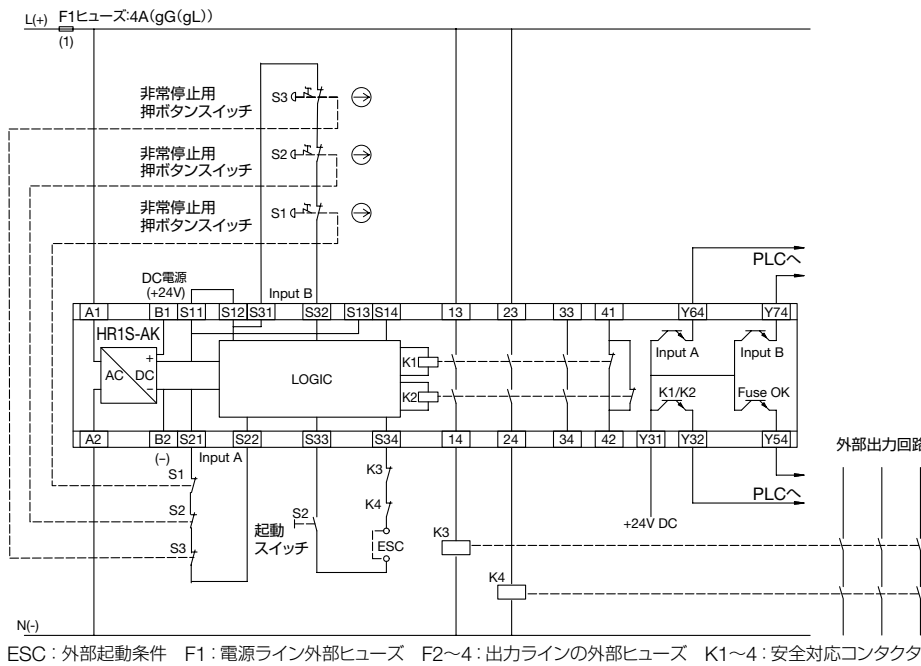 L(+) F1ヒューズ:4A(gG(gL))
(1)
非常停止用
押ボタンスイッチ
S3
非常停止用
押ボタンスイッチ
S2
非常停止用
押ボタンスイッチ
S1
PLCへ
DC電源
(+24V)
Input B
A1 B1 S11 S12 S31 S32 S13 S14 13 23 33 41 Y64 Y74
HR1S-AK
AC DC + −
LOGIC
K1
K2
Input A
Input B
K1/K2
Fuse OK
A2 B2 S21 S22 S33 S34 14 24 34 42 Y31 Y32 Y54
(−)
Input A
外部出力回路
S1
S2
S3
S2
起動
スイッチ
K3
K4
ESC
PLCへ
+24V DC
K3
K4
N(-)
ESC：外部起動条件 F1：電源ライン外部ヒューズ F2〜4：出力ラインの外部ヒューズ K1〜4：安全対応コンタクタ